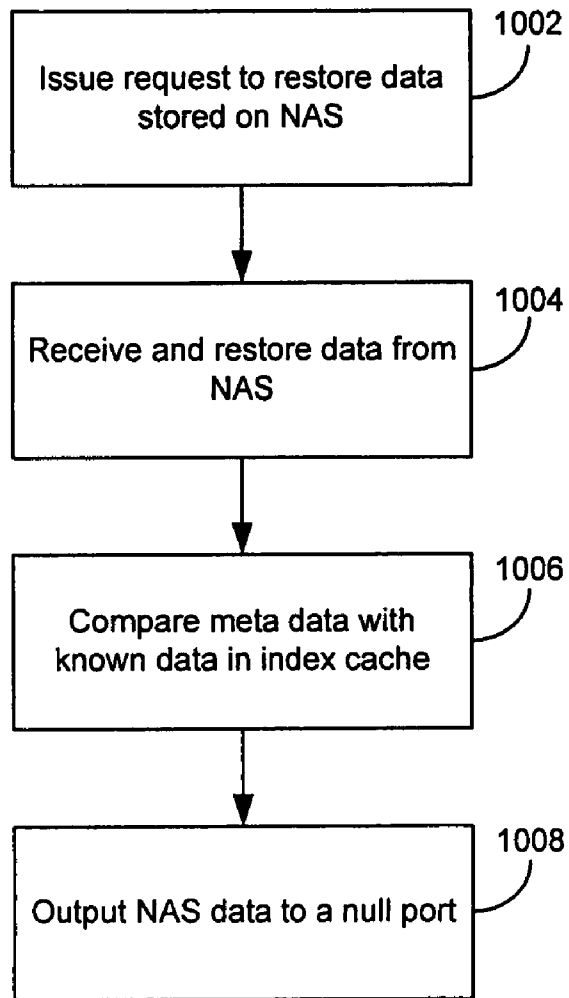 1002
Issue request to restore data
stored on NAS
1004
Receive and restore data from
NAS
1006
Compare meta data with
known data in index cache
1008
Output NAS data to a null port